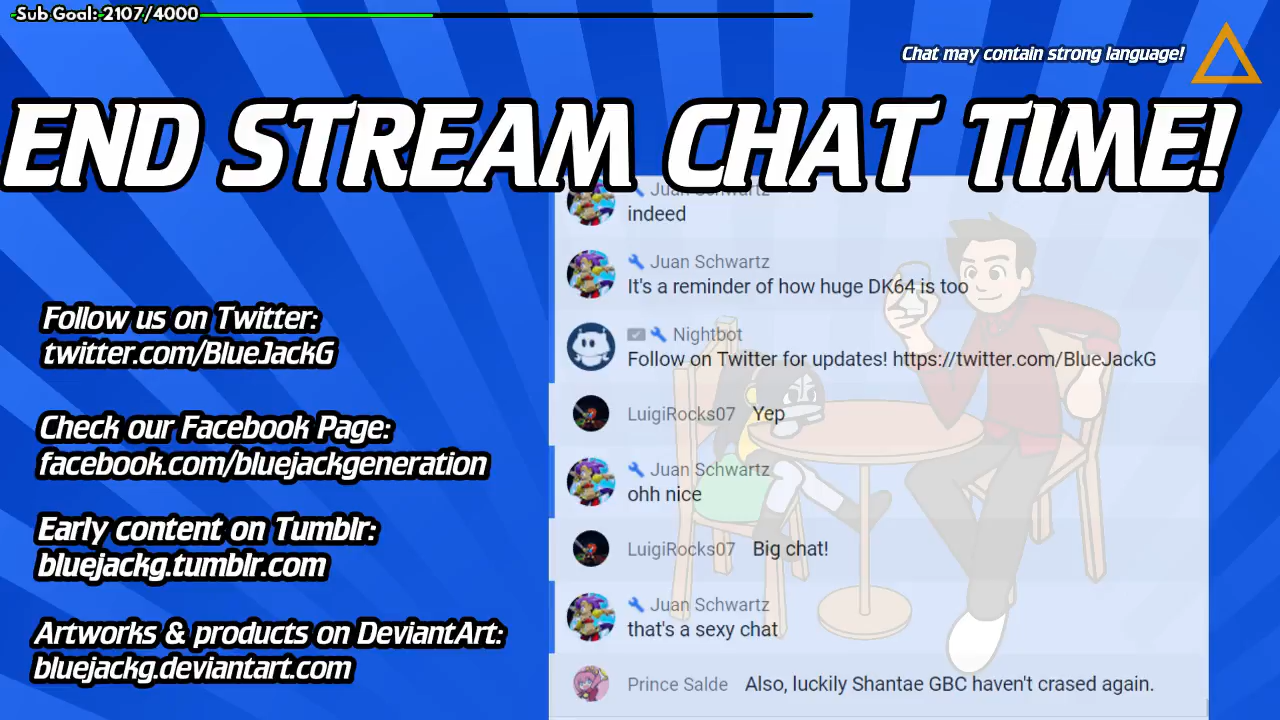 Sub Goal: 2107/4000
Chat may contain strong language!
END STREAM CHAT TIME!
Follow us on Twitter:
twitter.com/BlueJackG
Check our Facebook Page:
facebook.com/bluejackgeneration
Early content on Tumblr:
bluejackg.tumblr.com
Artworks & products on DeviantArt:
bluejackg.deviantart.com
Juan Schwartz
indeed
Juan Schwartz
It's a reminder of how huge DK64 is too
Nightbot
Follow on Twitter for updates! https://twitter.com/BlueJackG
LuigiRocks07 Yep
Juan Schwartz
ohh nice
LuigiRocks07 Big chat!
Juan Schwartz
that's a sexy chat
Prince Salde Also, luckily Shantae GBC haven't crased again.